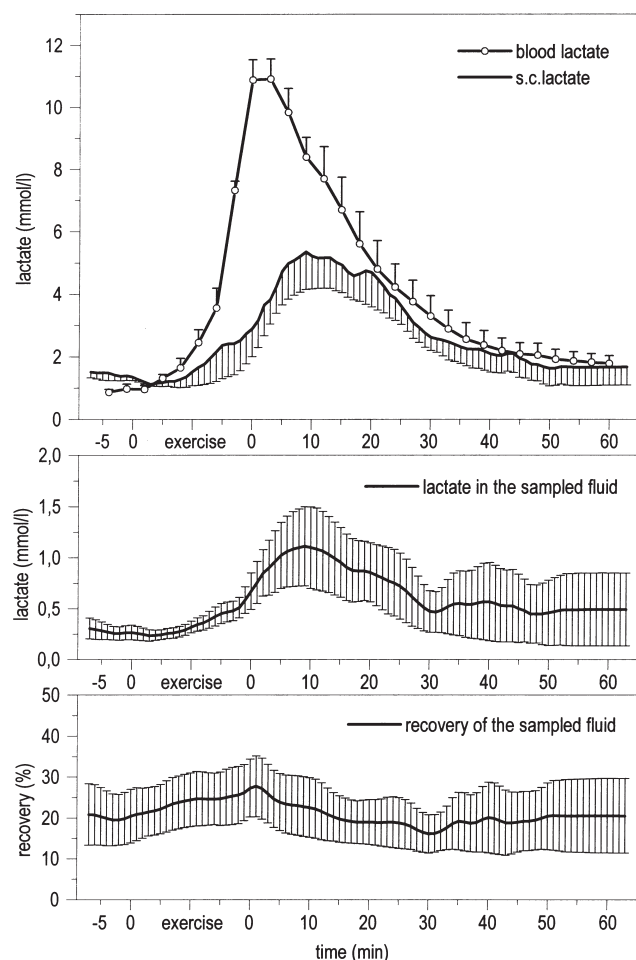 12
10
8
6
4
2
0
lactate (mmol/l)
blood lactate
s.c.lactate
-5 0 exercise 0 10 20 30 40 50 60
2,0
1,5
1,0
0,5
0,0
lactate (mmol/l)
lactate in the sampled fluid
-5 0 exercise 0 10 20 30 40 50 60
50
40
30
20
10
0
recovery (%)
recovery of the sampled fluid
-5 0 exercise 0 10 20 30 40 50 60
time (min)